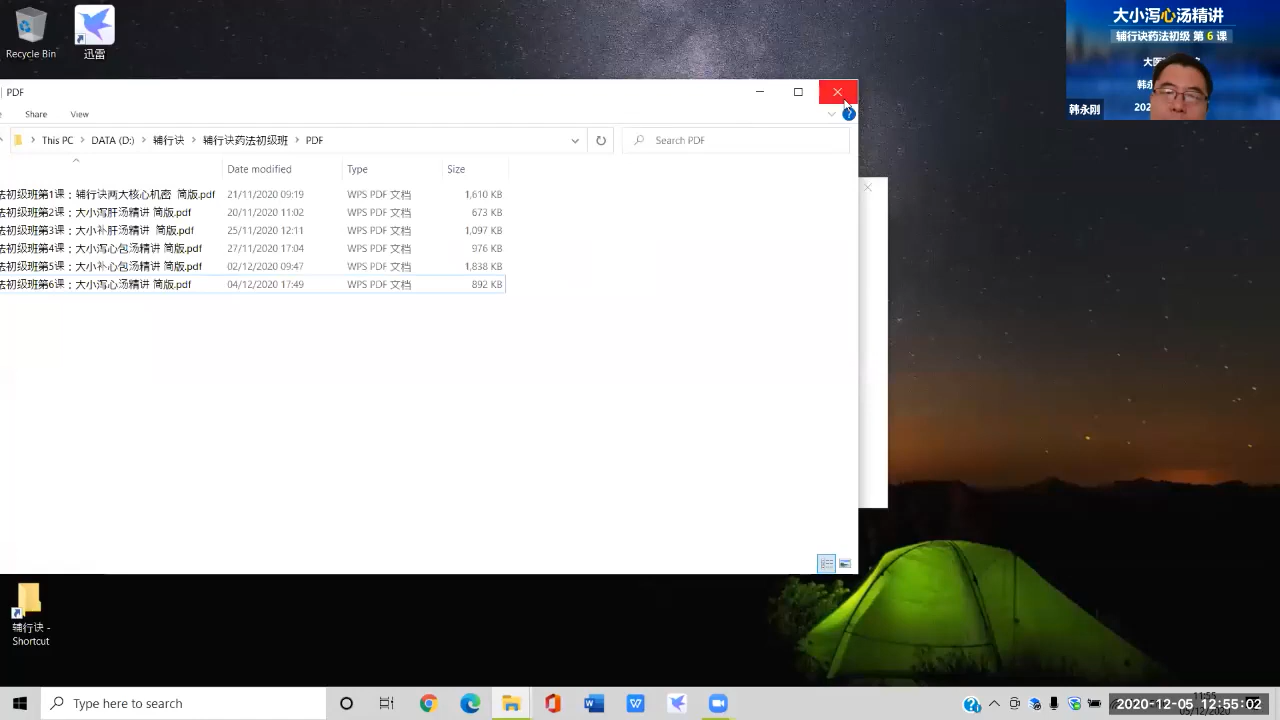 Recycle Bin
迅雷
大小泻心汤精讲
辅行诀药法初级 第 6 课
韩永刚
PDF
Share View
This PC > DATA (D:) > 辅行诀 > 辅行诀药法初级班 > PDF
Search PDF
Date modified Type Size
法初级班第1课：辅行诀两大核心机密 简版.pdf 21/11/2020 09:19 WPS PDF 文档 1,610 KB
法初级班第2课：大小泻肝汤精讲 简版.pdf 20/11/2020 11:02 WPS PDF 文档 673 KB
法初级班第3课：大小补肝汤精讲 简版.pdf 25/11/2020 12:11 WPS PDF 文档 1,097 KB
法初级班第4课：大小泻心包汤精讲 简版.pdf 27/11/2020 17:04 WPS PDF 文档 976 KB
法初级班第5课：大小补心包汤精讲 简版.pdf 02/12/2020 09:47 WPS PDF 文档 1,838 KB
法初级班第6课：大小泻心汤精讲 简版.pdf 04/12/2020 17:49 WPS PDF 文档 892 KB
辅行诀 -
Shortcut
Type here to search
11:55
2020-12-05 12:55:02